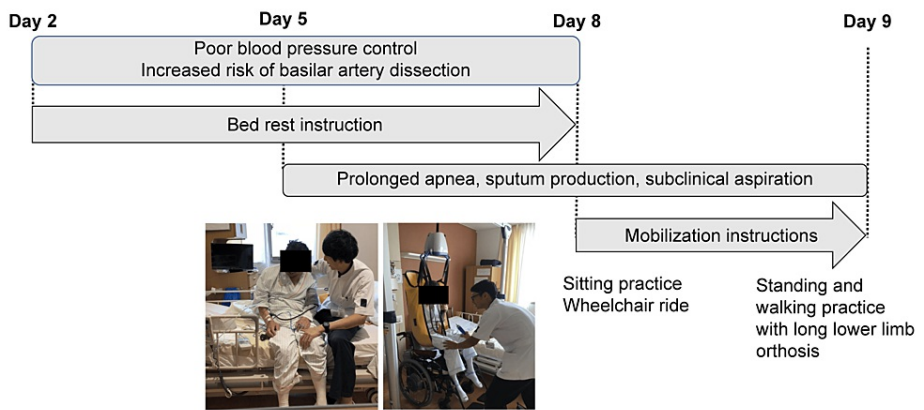 Day 2
Day 5
Day 8
Day 9
Poor blood pressure control
Increased risk of basilar artery dissection
Bed rest instruction
Prolonged apnea, sputum production, subclinical aspiration
Mobilization instructions
Sitting practice
Wheelchair ride
Standing and
walking practice
with long lower limb
orthosis